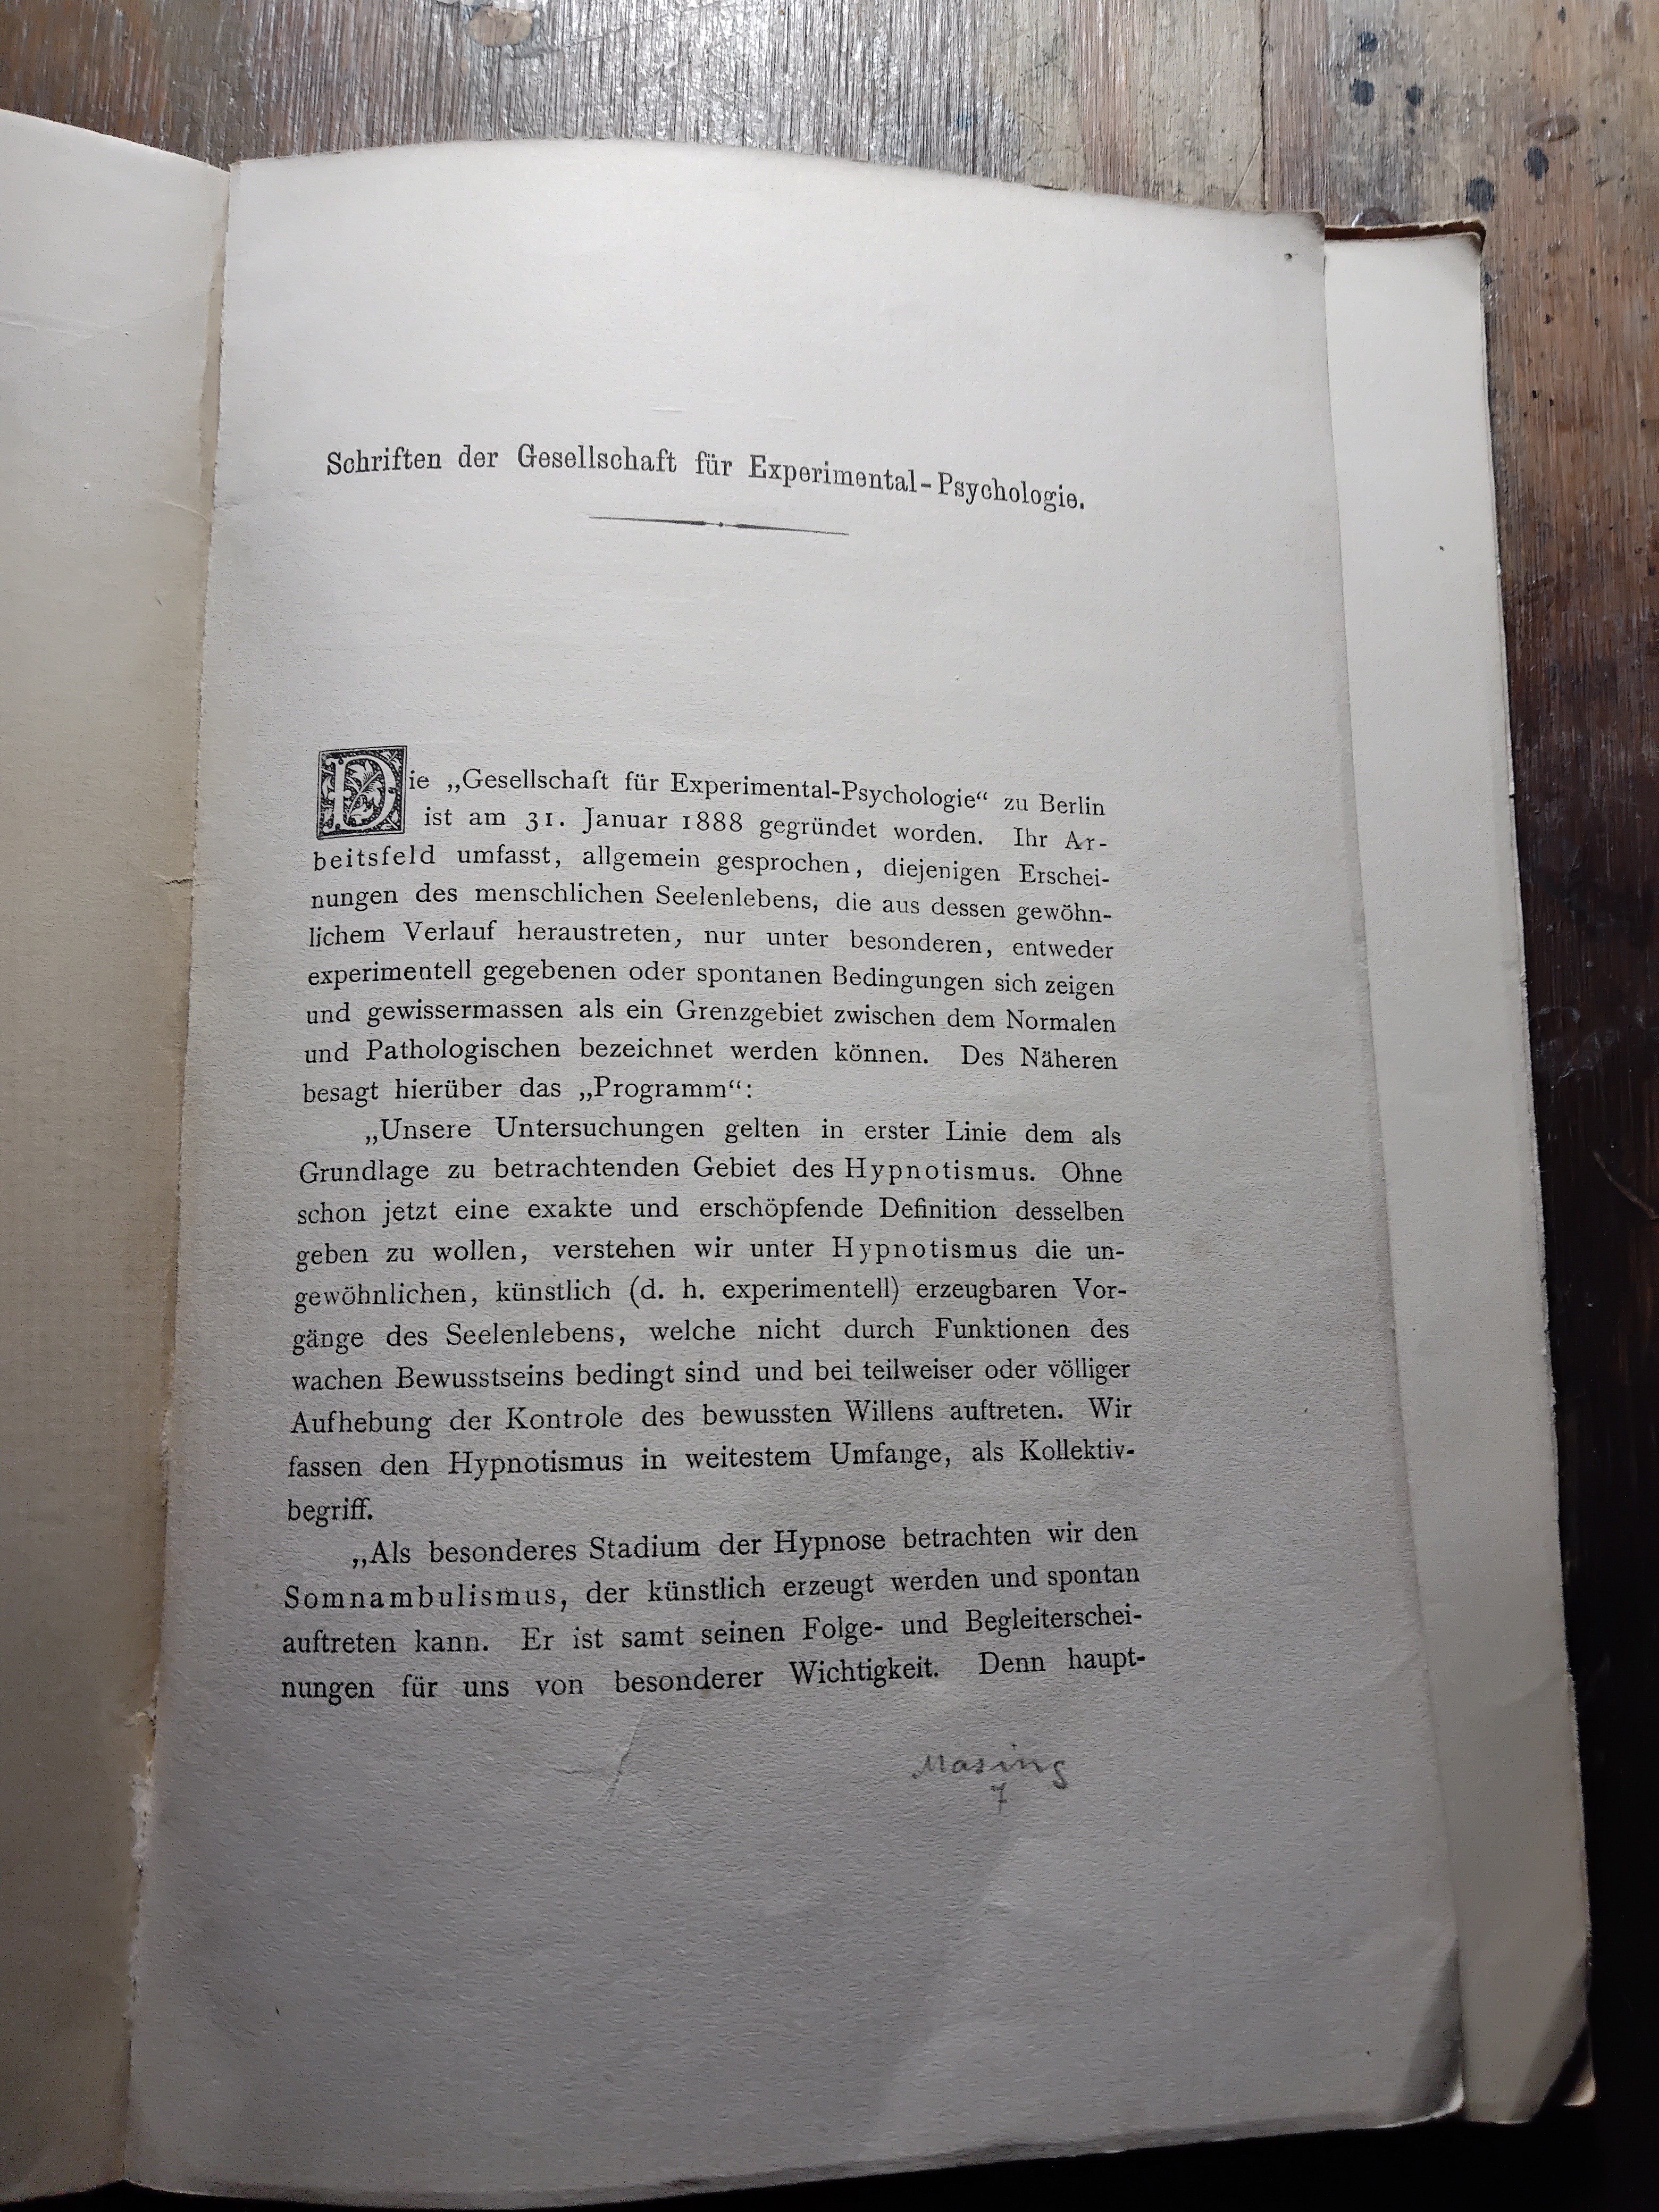 Schriften der Gesellschaft für Experimental-Psychologie.
Die „Gesellschaft für Experimental-Psychologie“ zu Berlin
ist am 31. Januar 1888 gegründet worden. Ihr Ar-
beitsfeld umfasst, allgemein gesprochen, diejenigen Erschei-
nungen des menschlichen Seelenlebens, die aus dessen gewöhn-
lichem Verlauf heraustreten, nur unter besonderen, entweder
experimentell gegebenen oder spontanen Bedingungen sich zeigen
und gewissermassen als ein Grenzgebiet zwischen dem Normalen
und Pathologischen bezeichnet werden können. Des Näheren
besagt hierüber das „Programm“:
„Unsere Untersuchungen gelten in erster Linie dem als
Grundlage zu betrachtenden Gebiet des Hypnotismus. Ohne
schon jetzt eine exakte und erschöpfende Definition desselben
geben zu wollen, verstehen wir unter Hypnotismus die un-
gewöhnlichen, künstlich (d. h. experimentell) erzeugbaren Vor-
gänge des Seelenlebens, welche nicht durch Funktionen des
wachen Bewusstseins bedingt sind und bei teilweiser oder völliger
Aufhebung der Kontrole des bewussten Willens auftreten. Wir
fassen den Hypnotismus in weitestem Umfange, als Kollektiv-
begriff.
„Als besonderes Stadium der Hypnose betrachten wir den
Somnambulismus, der künstlich erzeugt werden und spontan
auftreten kann. Er ist samt seinen Folge- und Begleiterschei-
nungen für uns von besonderer Wichtigkeit. Denn haupt-
Masing
7